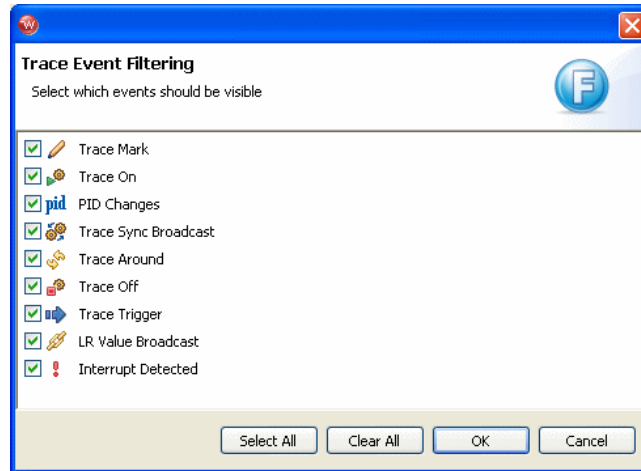 W
Trace Event Filtering
Select which events should be visible
F
Trace Mark
Trace On
pid PID Changes
Trace Sync Broadcast
Trace Around
Trace Off
Trace Trigger
LR Value Broadcast
! Interrupt Detected
Select All Clear All OK Cancel